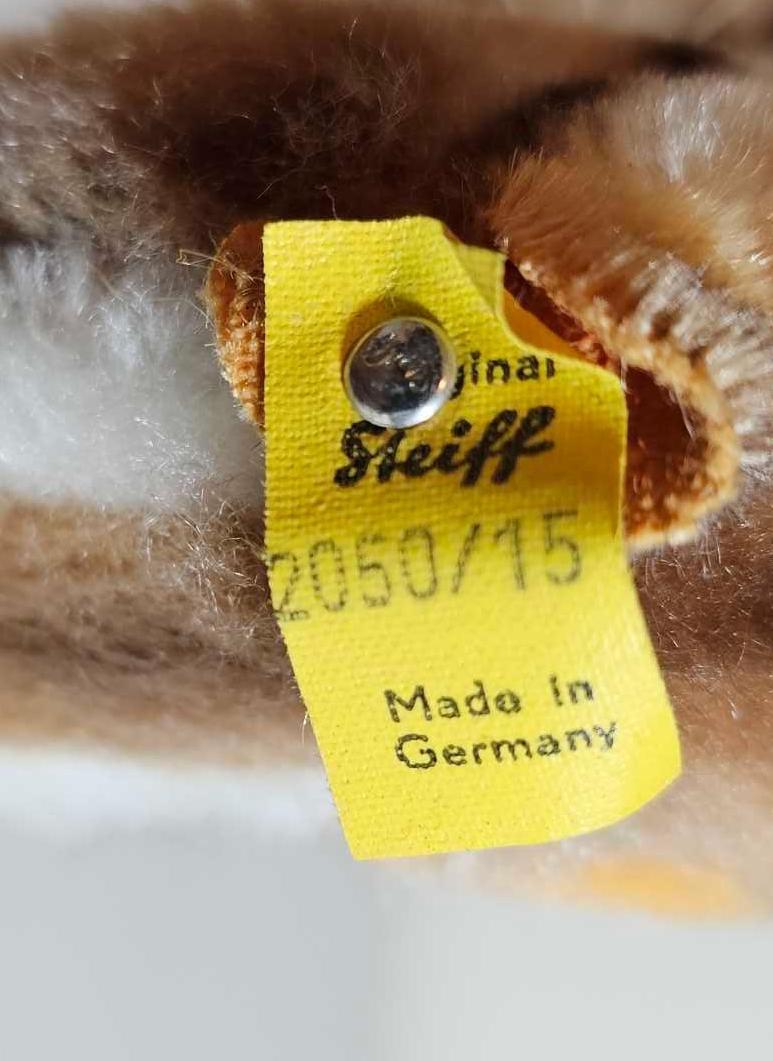 ginal
Steiff
2050/15
Made in
Germany